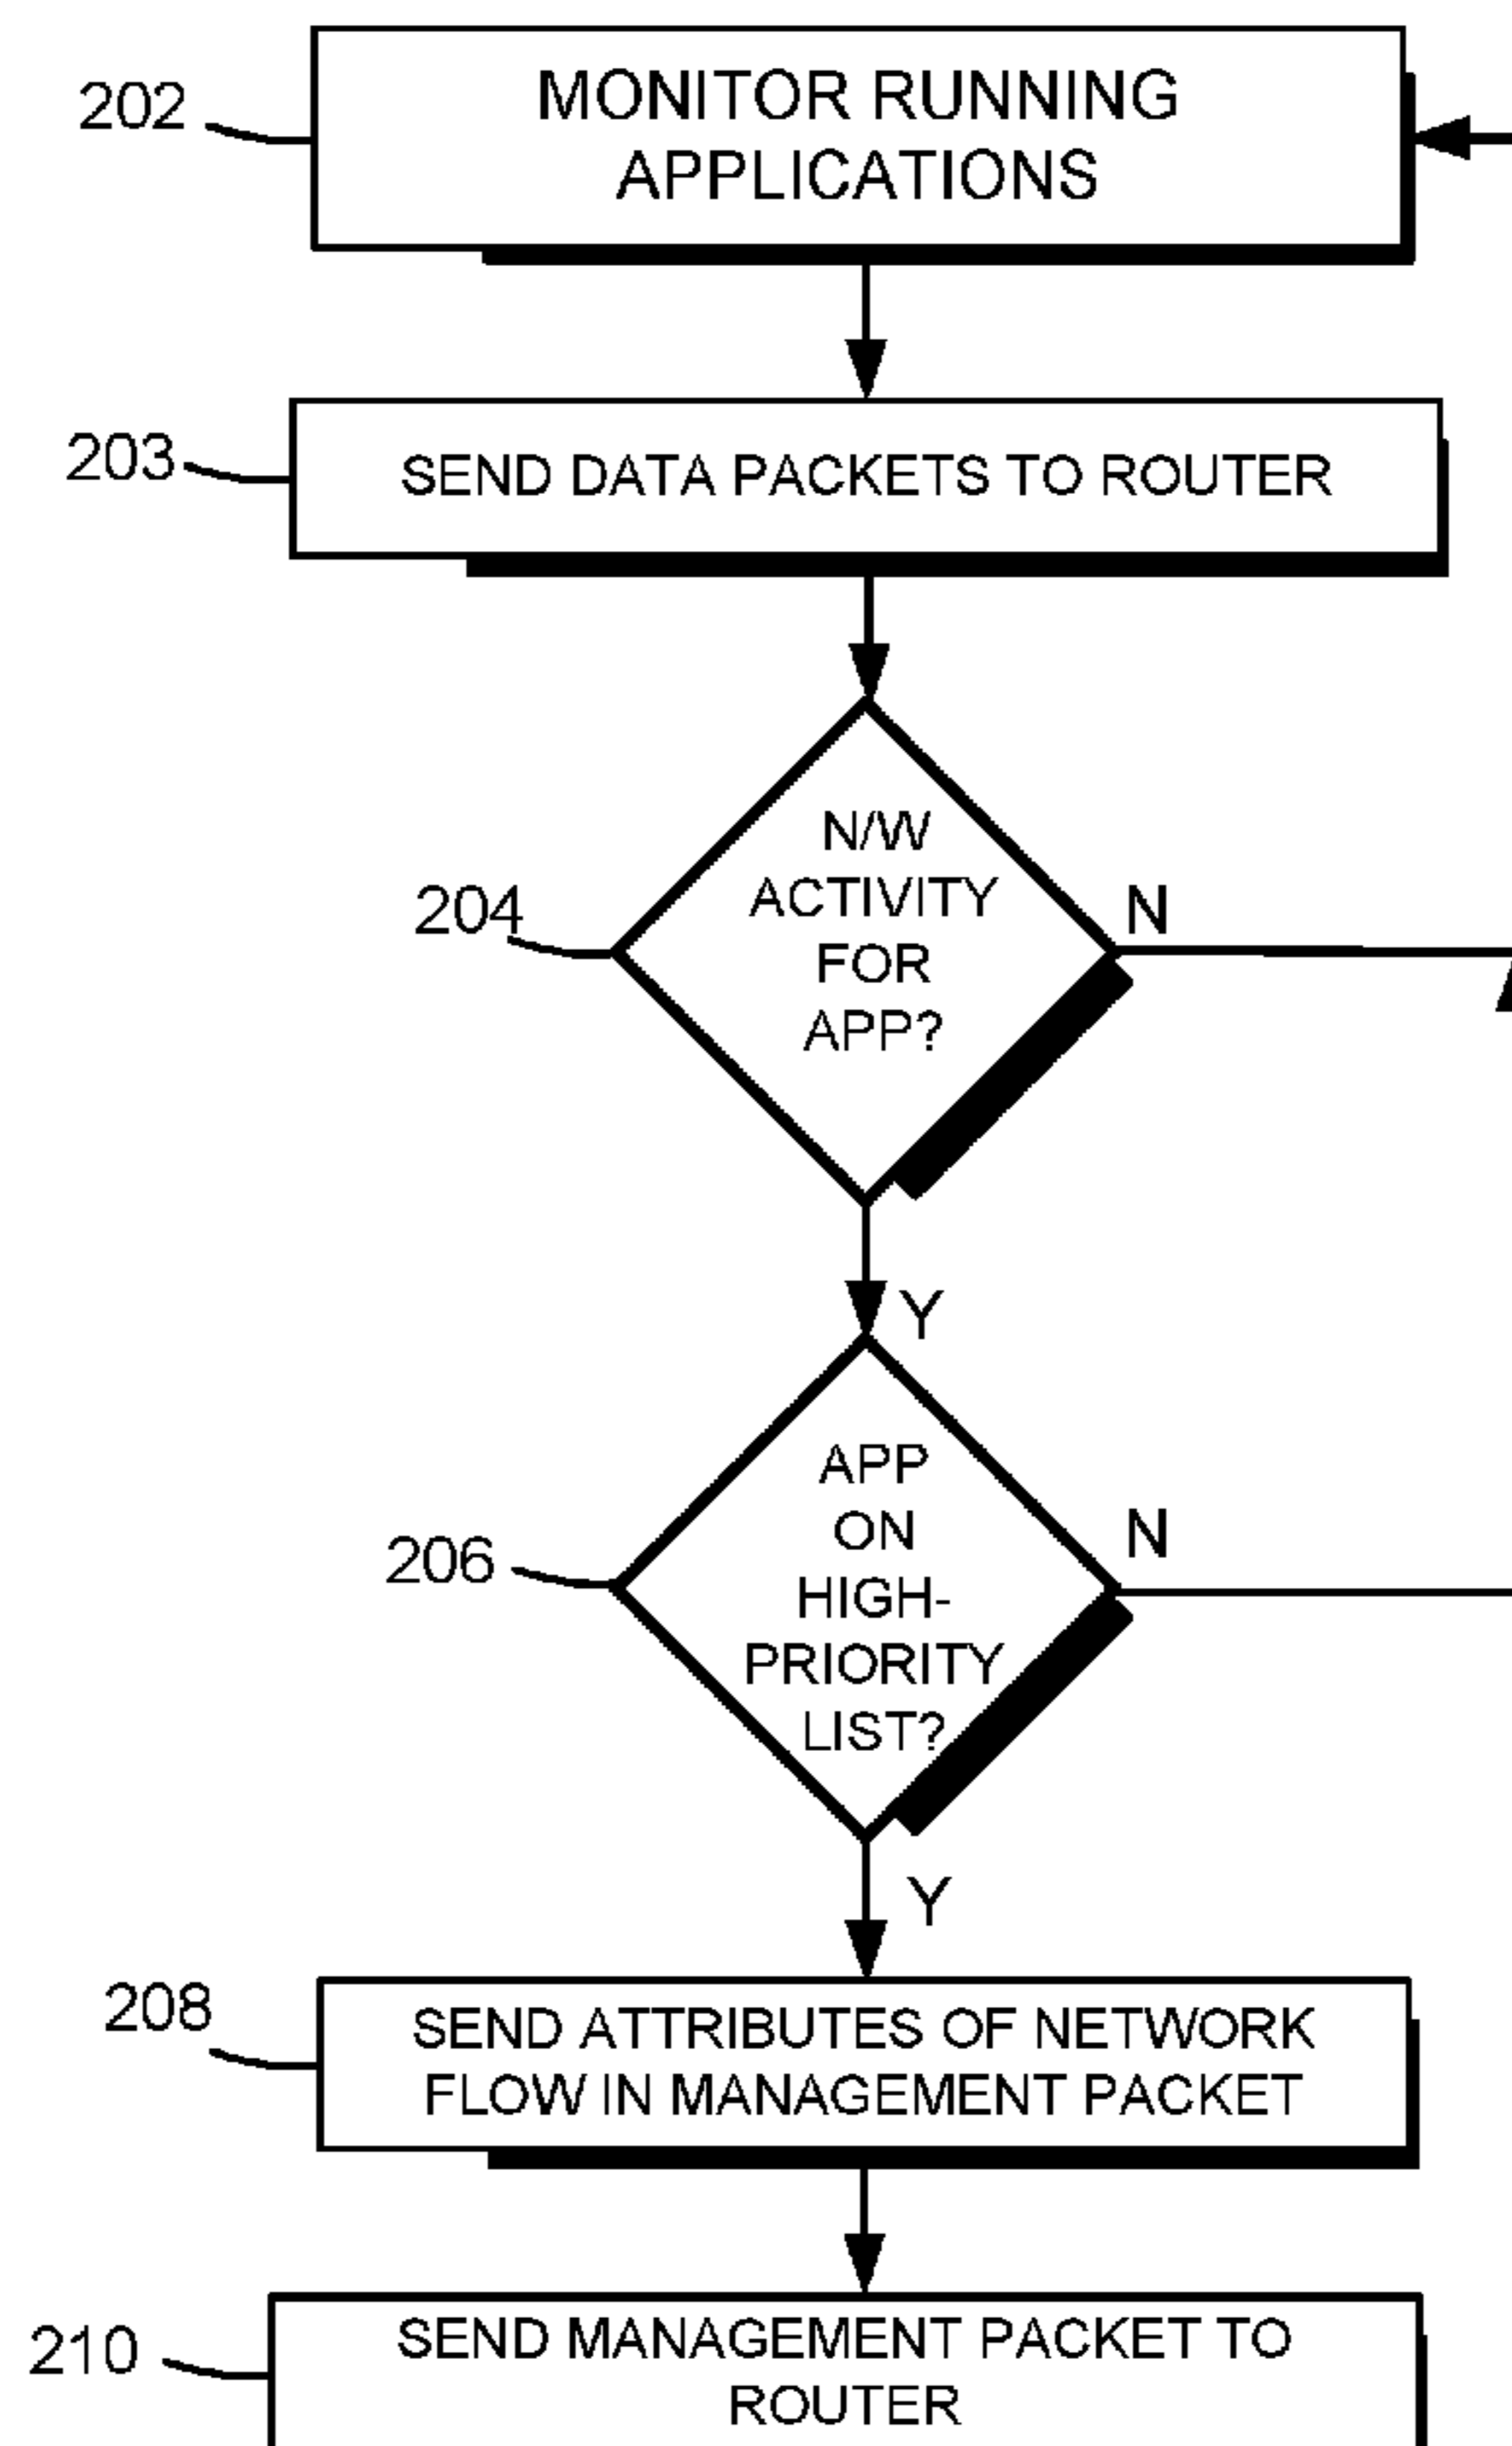 202
MONITOR RUNNING
APPLICATIONS
203
SEND DATA PACKETS TO ROUTER
204
N/W
ACTIVITY
FOR
APP?
N
Y
206
APP
ON
HIGH-
PRIORITY
LIST?
N
Y
208
SEND ATTRIBUTES OF NETWORK
FLOW IN MANAGEMENT PACKET
210
SEND MANAGEMENT PACKET TO
ROUTER